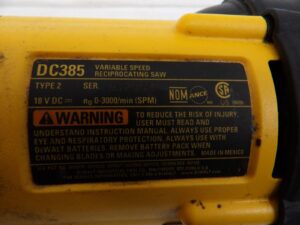 DC385 VARIABLE SPEED
RECIPROCATING SAW
TYPE 2 SER.
18 V DC n₀ 0-3000/min (SPM)
NOM
WARNING TO REDUCE THE RISK OF INJURY,
USER MUST READ AND
UNDERSTAND INSTRUCTION MANUAL. ALWAYS USE PROPER
EYE AND RESPIRATORY PROTECTION. ALWAYS USE WITH
DEWALT BATTERIES. REMOVE BATTERY PACK WHEN
CHANGING BLADES OR MAKING ADJUSTMENTS. MADE IN MEXICO